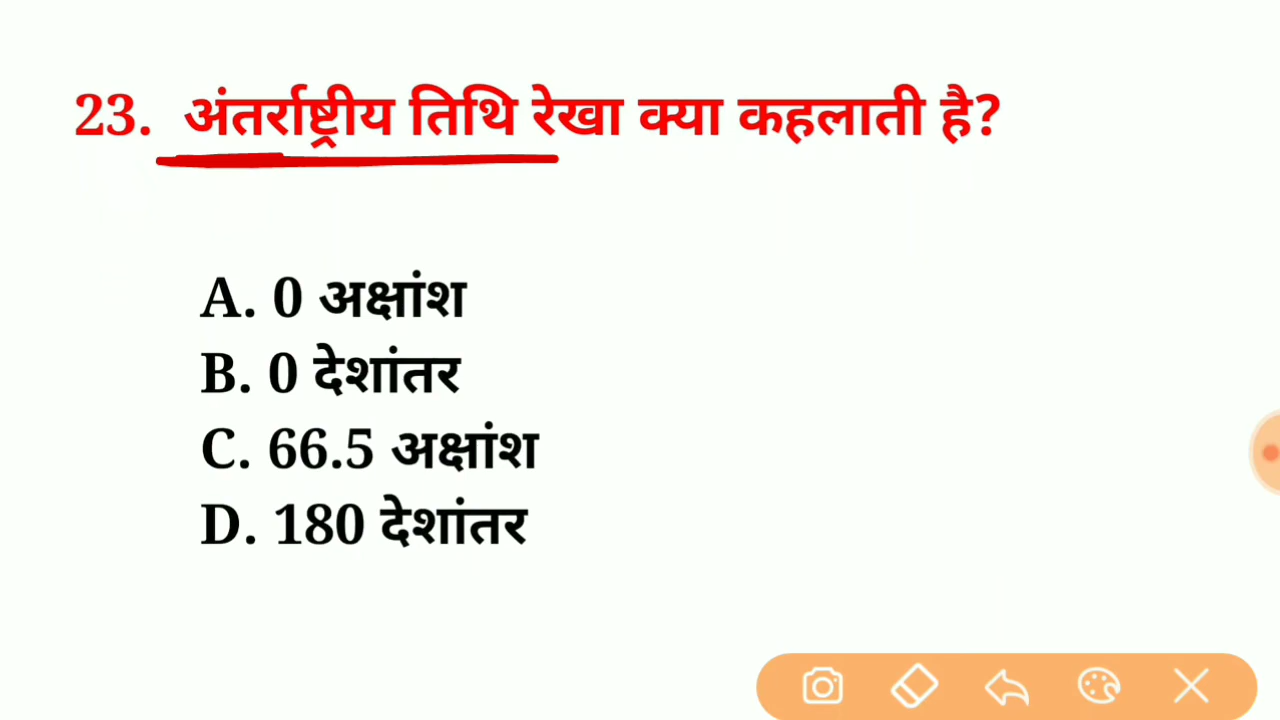 23. अंतर्राष्ट्रीय तिथि रेखा क्या कहलाती है?
A. 0 अक्षांश
B. 0 देशांतर
C. 66.5 अक्षांश
D. 180 देशांतर